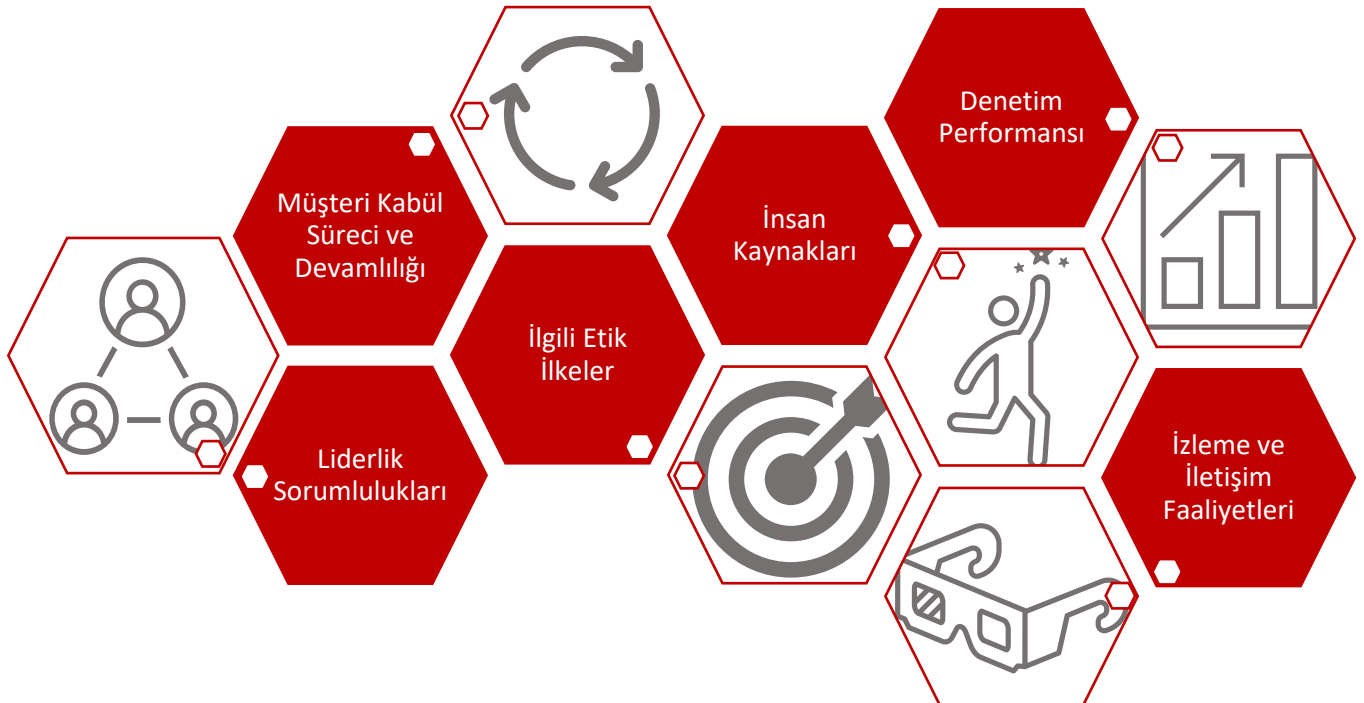 Müşteri Kabül
Süreci ve
Devamlılığı
Liderlik
Sorumlulukları
İlgili Etik
İlkeler
İnsan
Kaynakları
Denetim
Performansı
İzleme ve
İletişim
Faaliyetleri